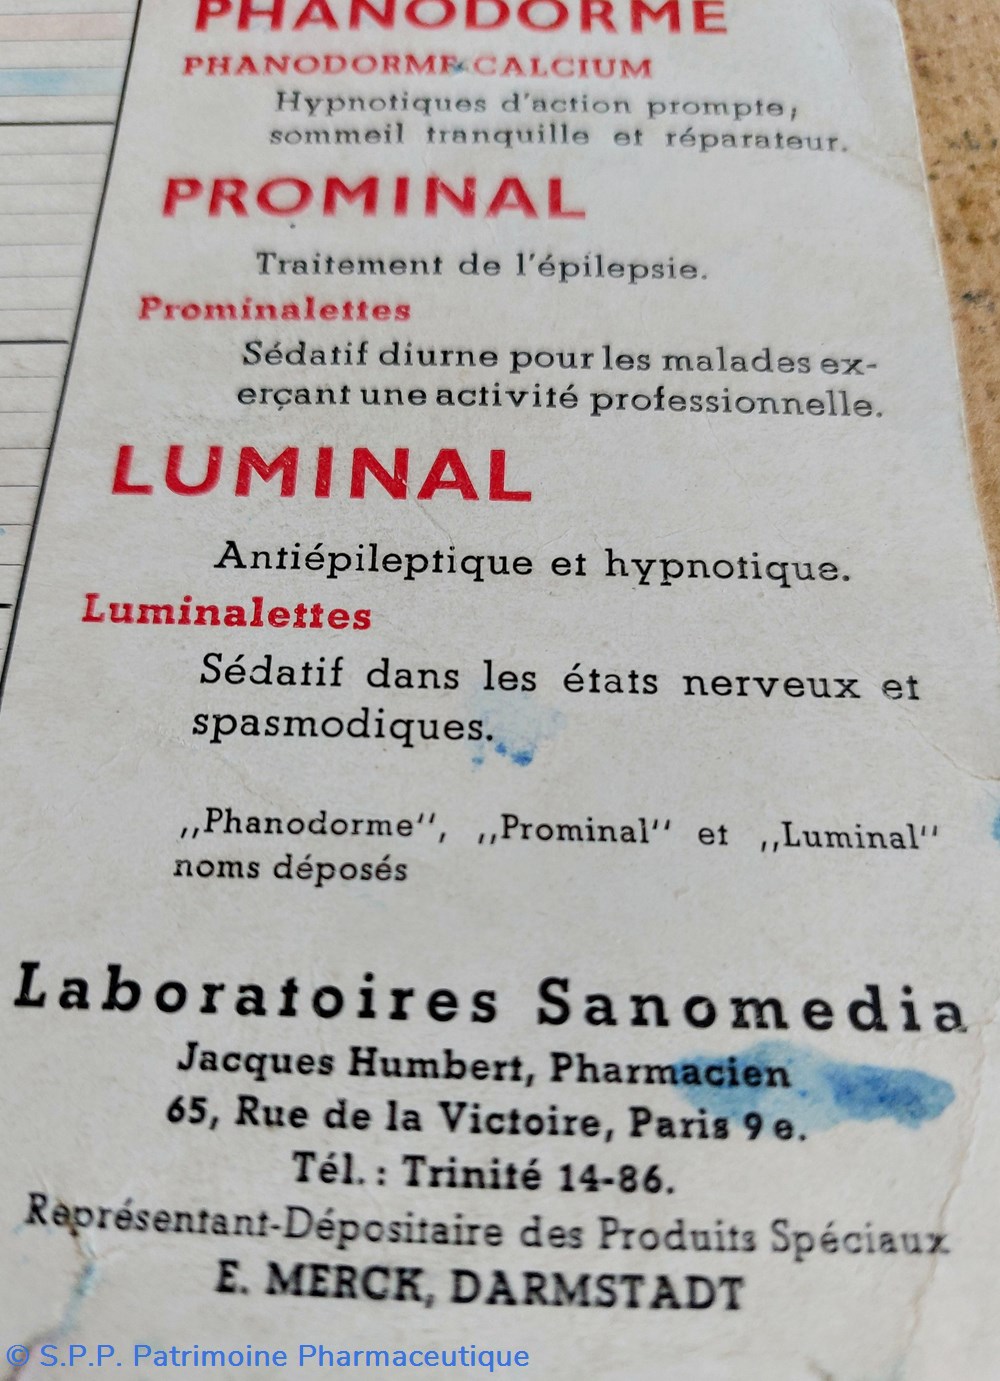 PHANODORME
PHANODORME-CALCIUM
Hypnotiques d'action prompte;
sommeil tranquille et réparateur.
PROMINAL
Traitement de l'épilepsie.
Prominalettes
Sédatif diurne pour les malades ex-
erçant une activité professionnelle.
LUMINAL
Antiépileptique et hypnotique.
Luminalettes
Sédatif dans les états nerveux et
spasmodiques.
„Phanodorme“, „Prominal“ et „Luminal“
noms déposés
Laboratoires Sanomedia
Jacques Humbert, Pharmacien
65, Rue de la Victoire, Paris 9 e.
Tél. : Trinité 14-86.
Représentant-Dépositaire des Produits Spéciaux
E. MERCK, DARMSTADT
© S.P.P. Patrimoine Pharmaceutique